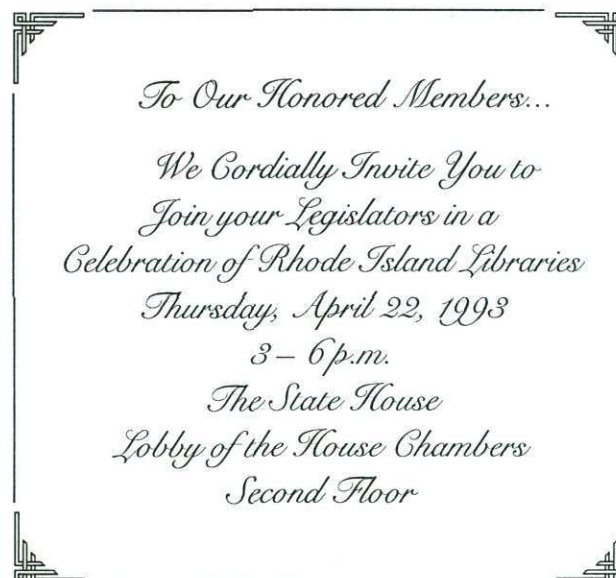 To Our Honored Members...
We Cordially Invite You to
Join your Legislators in a
Celebration of Rhode Island Libraries
Thursday, April 22, 1993
3 – 6 p.m.
The State House
Lobby of the House Chambers
Second Floor